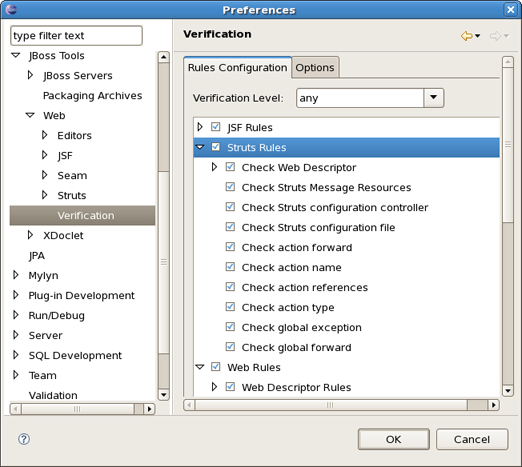 Preferences
type filter text
JBoss Tools
JBoss Servers
Packaging Archives
Web
Editors
JSF
Seam
Struts
Verification
XDoclet
JPA
Mylyn
Plug-in Development
Run/Debug
Server
SQL Development
Team
Validation
Verification
Rules Configuration
Options
Verification Level:
any
JSF Rules
Struts Rules
Check Web Descriptor
Check Struts Message Resources
Check Struts configuration controller
Check Struts configuration file
Check action forward
Check action name
Check action references
Check action type
Check global exception
Check global forward
Web Rules
Web Descriptor Rules
?
OK
Cancel